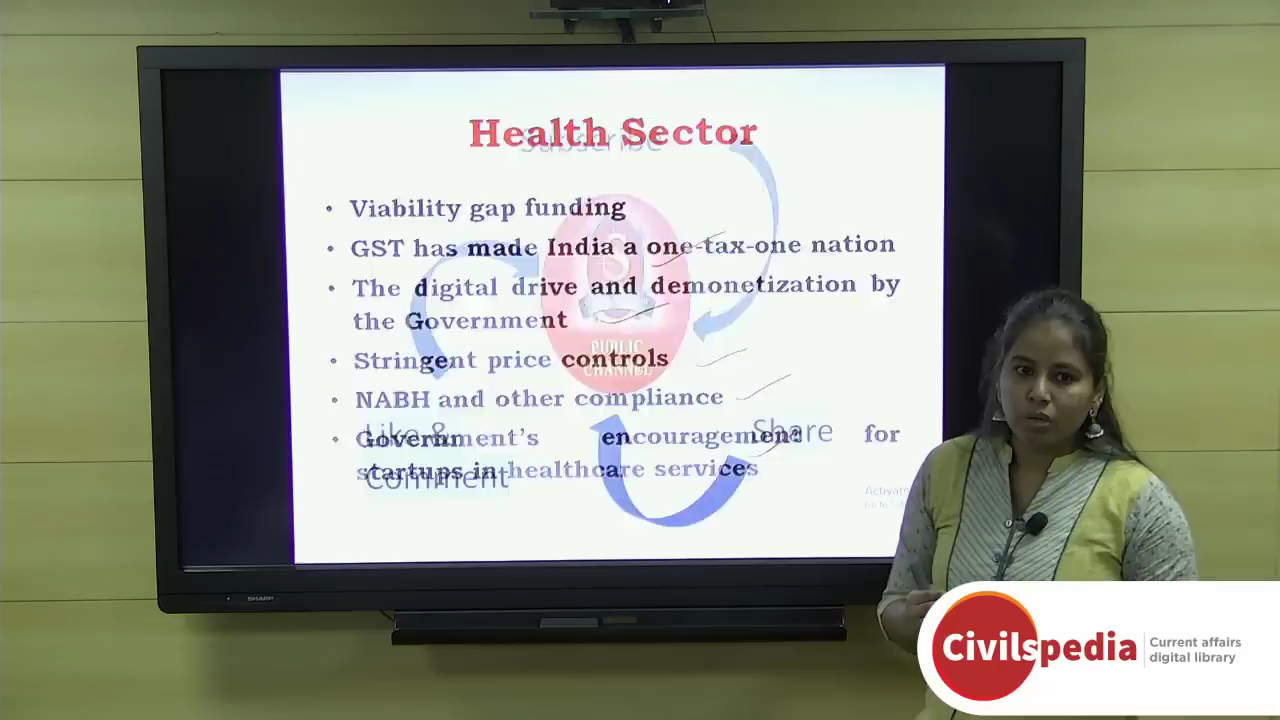 Health Sector
Subscribe
• Viability gap funding
• GST has made India a one-tax-one nation
• The digital drive and demonetization by
the Government
• Stringent price controls
PUBLIC
CHANNEL
• NABH and other compliance
Like &
Share
• Government's encouragement for
startups in healthcare services
Comment
Activate
SHARP
Civilspedia
Current affairs
digital library